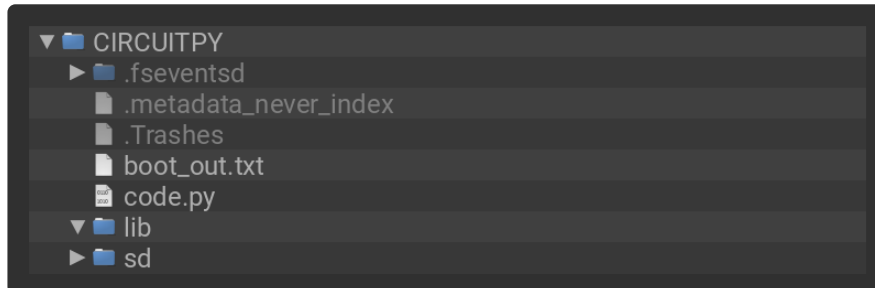 CIRCUITPY
.fseventsd
.metadata_never_index
.Trashes
boot_out.txt
code.py
lib
sd